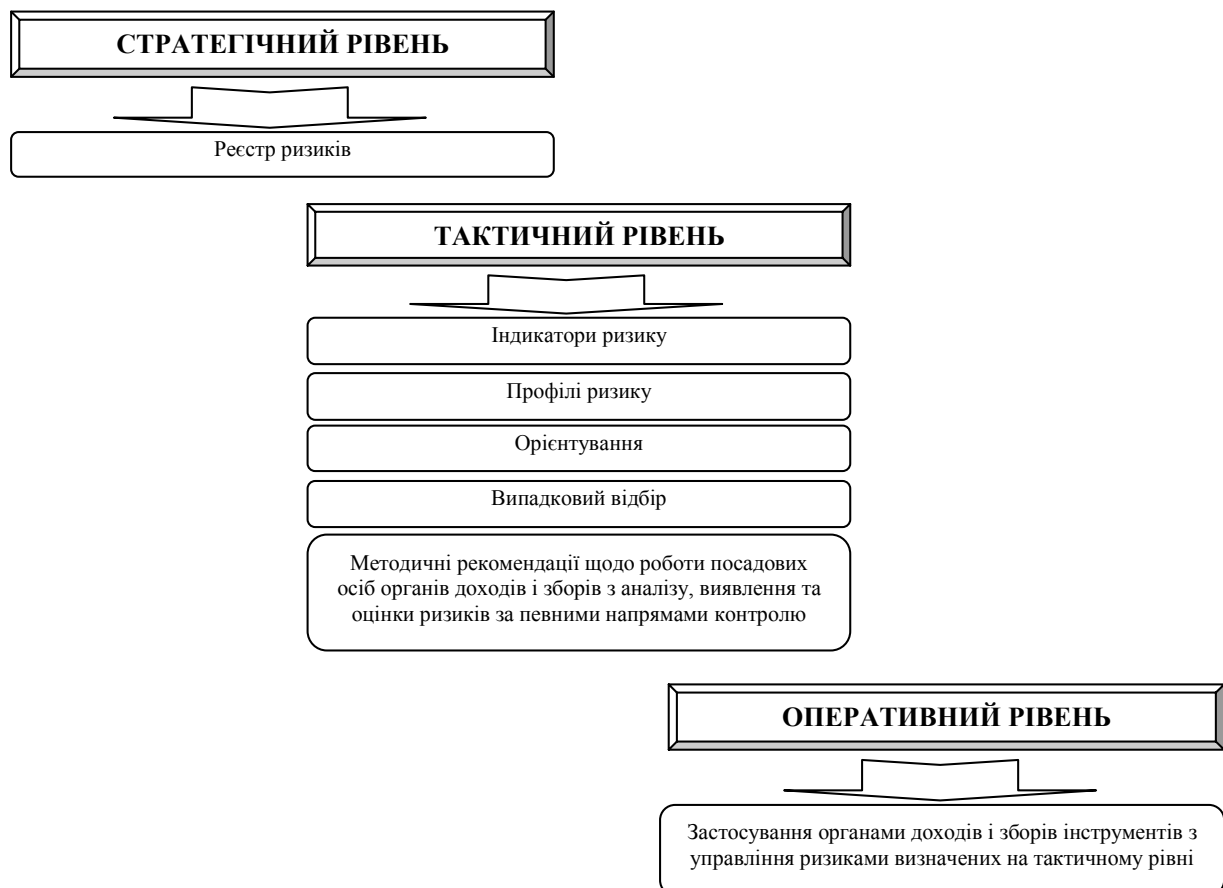 СТРАТЕГІЧНИЙ РІВЕНЬ
Реєстр ризиків
ТАКТИЧНИЙ РІВЕНЬ
Індикатори ризику
Профілі ризику
Орієнтування
Випадковий відбір
Методичні рекомендації щодо роботи посадових
осіб органів доходів і зборів з аналізу, виявлення та
оцінки ризиків за певними напрямами контролю
ОПЕРАТИВНИЙ РІВЕНЬ
Застосування органами доходів і зборів інструментів з
управління ризиками визначених на тактичному рівні